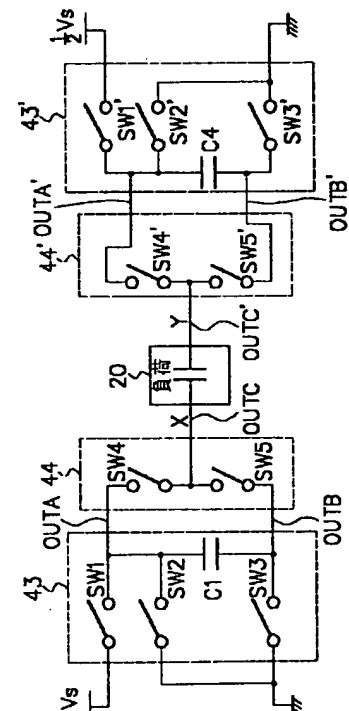 Vs
43
SW1
SW2
C1
SW3
OUTA
OUTB
44
SW4
SW5
X
OUTC
20
負荷
Y
OUTC'
44'
SW4'
SW5'
OUTA'
OUTB'
43'
SW1'
SW2'
C4
SW3'
½Vs